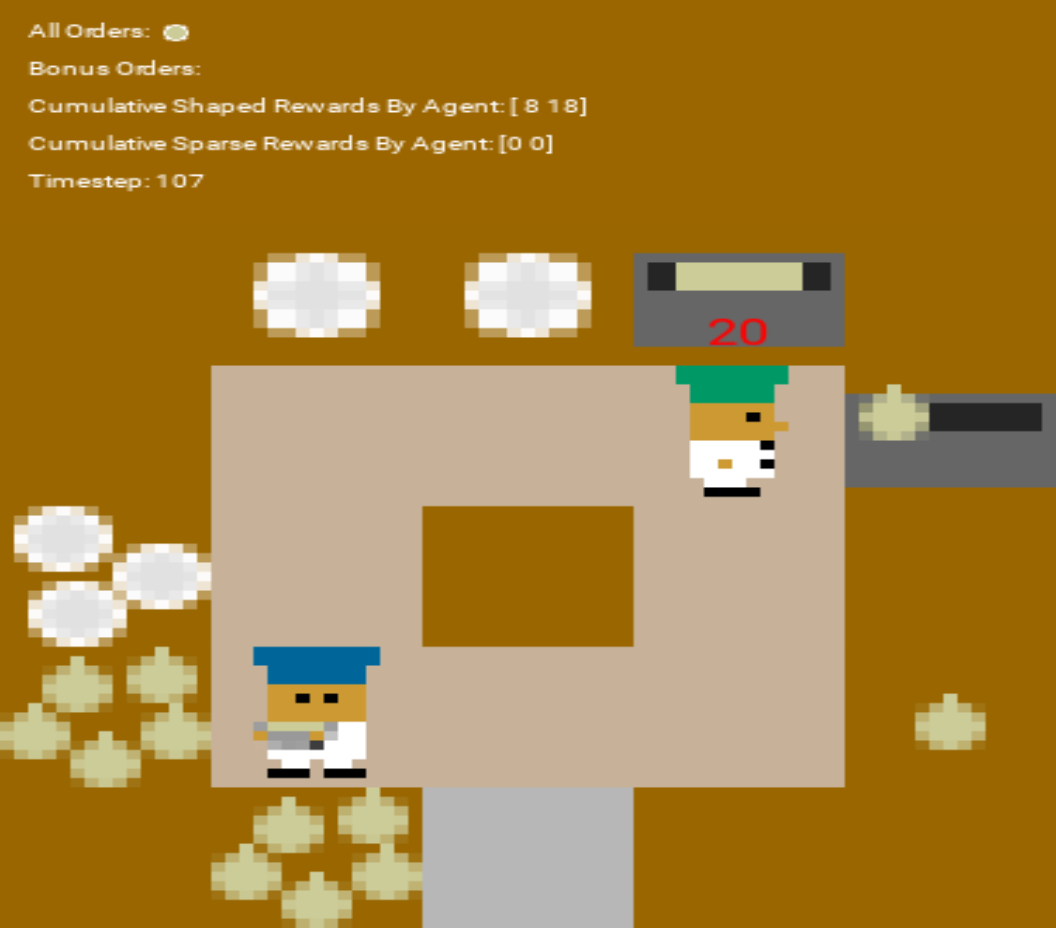 All Orders:
Bonus Orders:
Cumulative Shaped Rewards By Agent: [ 8 18]
Cumulative Sparse Rewards By Agent: [0 0]
Timestep: 107
20